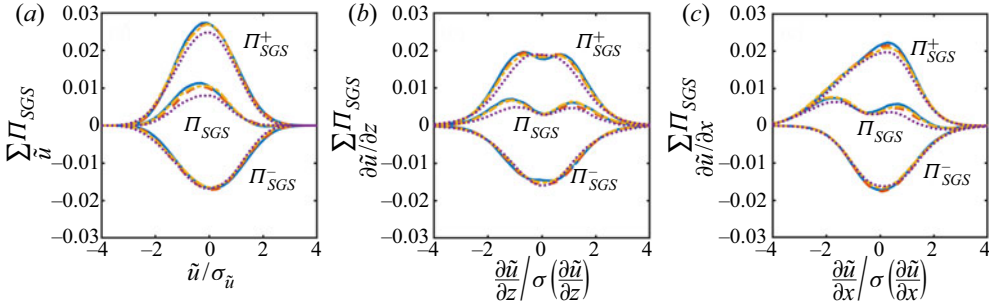 (a) (b) (c)
0.03 0.03 0.03
0.02 0.02 0.02
0.01 0.01 0.01
0 0 0
−0.01 −0.01 −0.01
−0.02 −0.02 −0.02
−0.03 −0.03 −0.03
−4 −2 0 2 4 −4 −2 0 2 4 −4 −2 0 2 4
Π⁺SGS Π⁺SGS Π⁺SGS
ΠSGS ΠSGS ΠSGS
Π⁻SGS Π⁻SGS Π⁻SGS
∑ũ ΠSGS ∑∂ũ/∂z ΠSGS ∑∂ũ/∂x ΠSGS
ũ/σũ ∂ũ/∂z / σ(∂ũ/∂z) ∂ũ/∂x / σ(∂ũ/∂x)